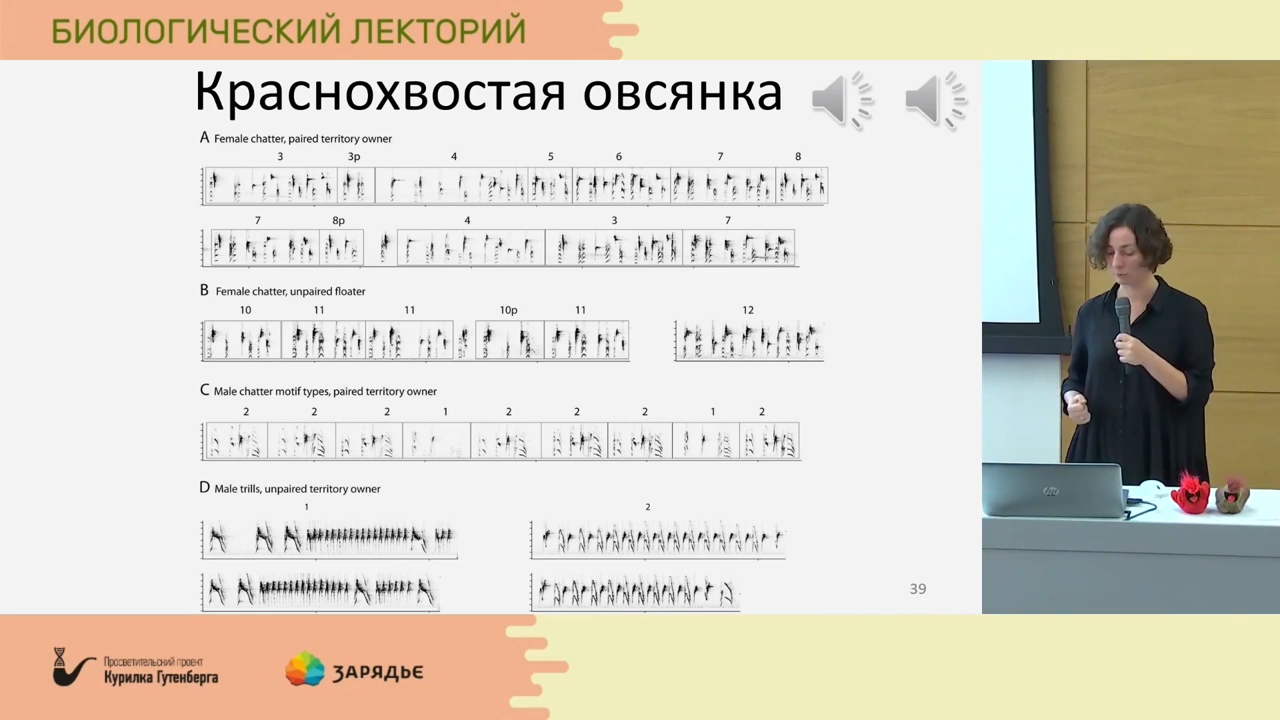 БИОЛОГИЧЕСКИЙ ЛЕКТОРИЙ
Краснохвостая овсянка
A Female chatter, paired territory owner
3 3p 4 5 6 7 8
7 8p 4 3 7
B Female chatter, unpaired floater
10 11 11 10p 11 12
C Male chatter motif types, paired territory owner
2 2 2 1 2 2 2 1 2
D Male trills, unpaired territory owner
1 2
39
hp
Просветительский проект
Курилка Гутенберга
ЗАРЯДЬЕ